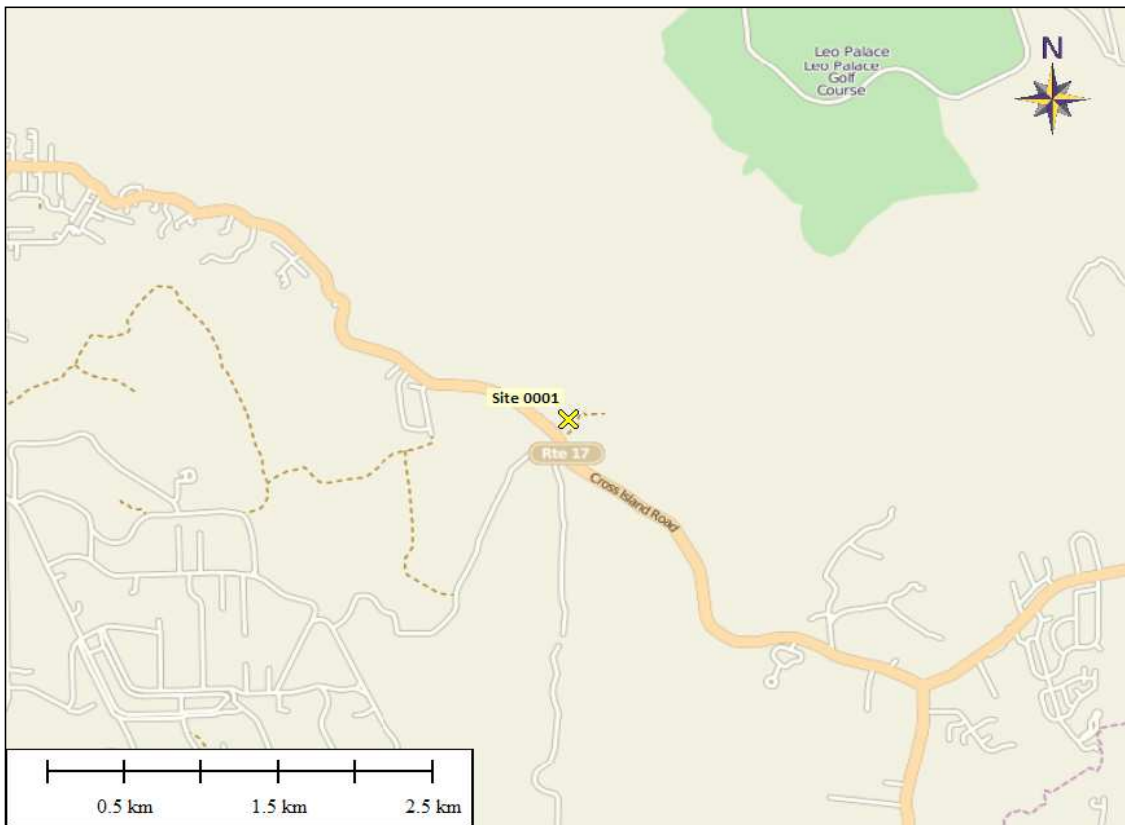 Leo Palace
Leo Palace
Golf
Course
N
Site 0001
Rte 17
Cross Island Road
0.5 km
1.5 km
2.5 km